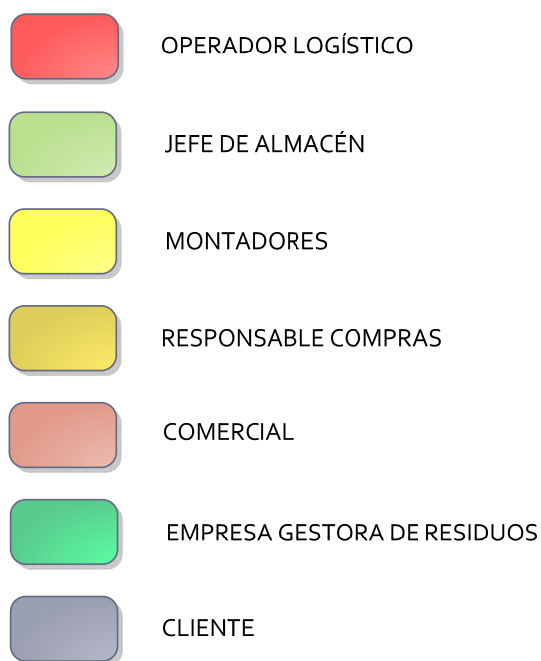 OPERADOR LOGÍSTICO
JEFE DE ALMACÉN
MONTADORES
RESPONSABLE COMPRAS
COMERCIAL
EMPRESA GESTORA DE RESIDUOS
CLIENTE